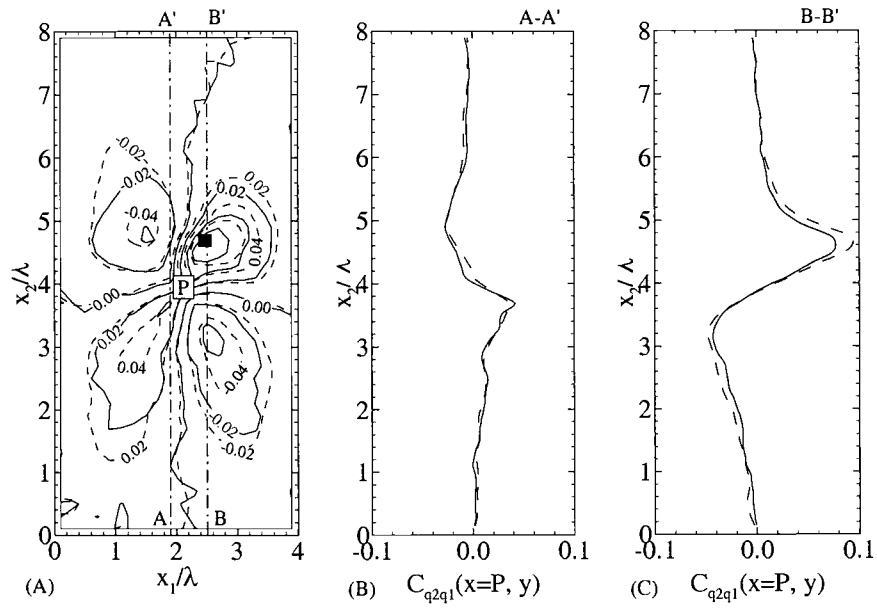 A' B'
A-A'
B-B'
8
7
6
5
4
3
2
1
0
x2/λ
-0.02
-0.02
-0.04
0.02
0.02
0.04
P
0.00
0.00
0.02
0.04
0.02
-0.04
-0.02
-0.02
A B
0 1 2 3 4
x1/λ
(A)
8
7
6
5
4
3
2
1
0
x2/λ
-0.1 0.0 0.1
(B) Cq2q1(x=P, y)
8
7
6
5
4
3
2
1
0
x2/λ
-0.1 0.0 0.1
(C) Cq2q1(x=P, y)